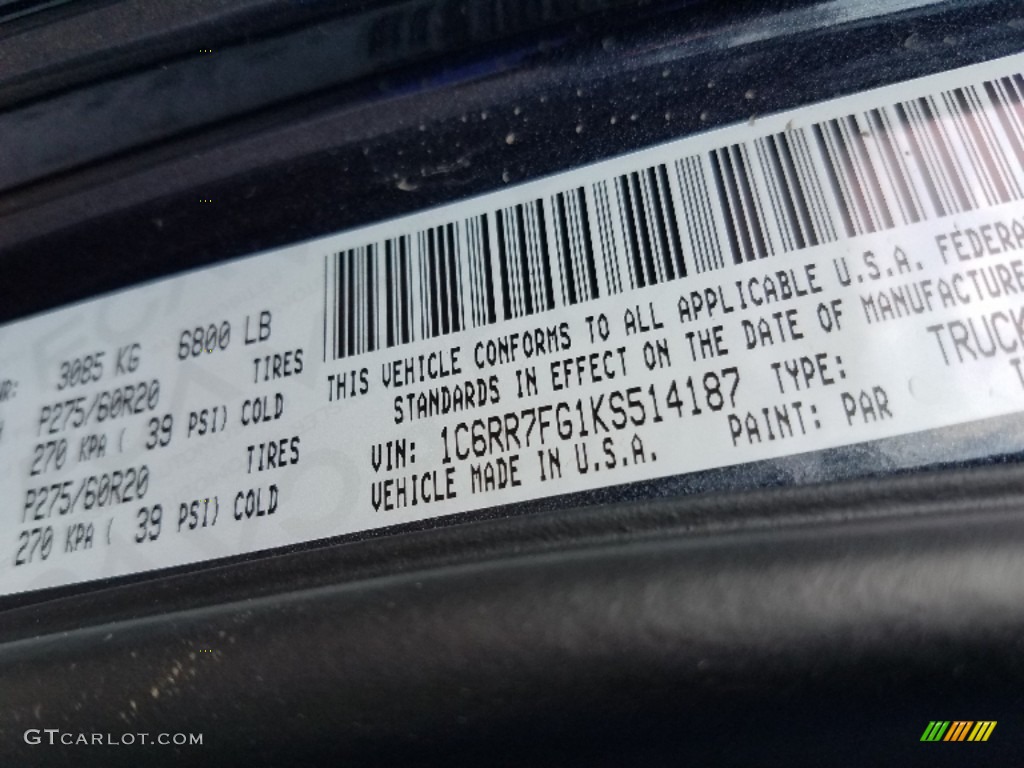 3085 KG 6800 LB
TIRES
P275/60R20
270 KPA ( 39 PSI) COLD
TIRES
P275/60R20
270 KPA ( 39 PSI) COLD
THIS VEHICLE CONFORMS TO ALL APPLICABLE U.S.A. FEDERA
STANDARDS IN EFFECT ON THE DATE OF MANUFACTURE
VIN: 1C6RR7FG1KS514187 TYPE: TRUCK
VEHICLE MADE IN U.S.A. PAINT: PAR
GTCARLOT.COM